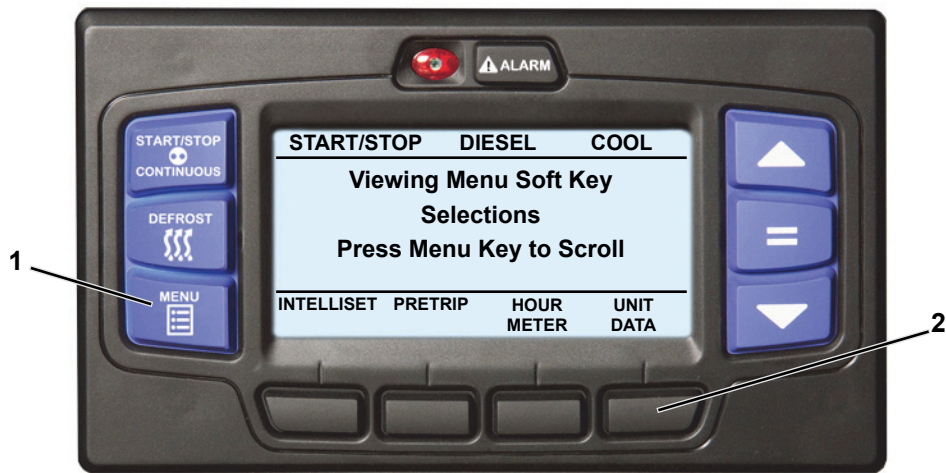 ALARM
START/STOP
CONTINUOUS
DEFROST
MENU
START/STOP DIESEL COOL
Viewing Menu Soft Key
Selections
Press Menu Key to Scroll
INTELLISET PRETRIP HOUR METER UNIT DATA
=
1
2